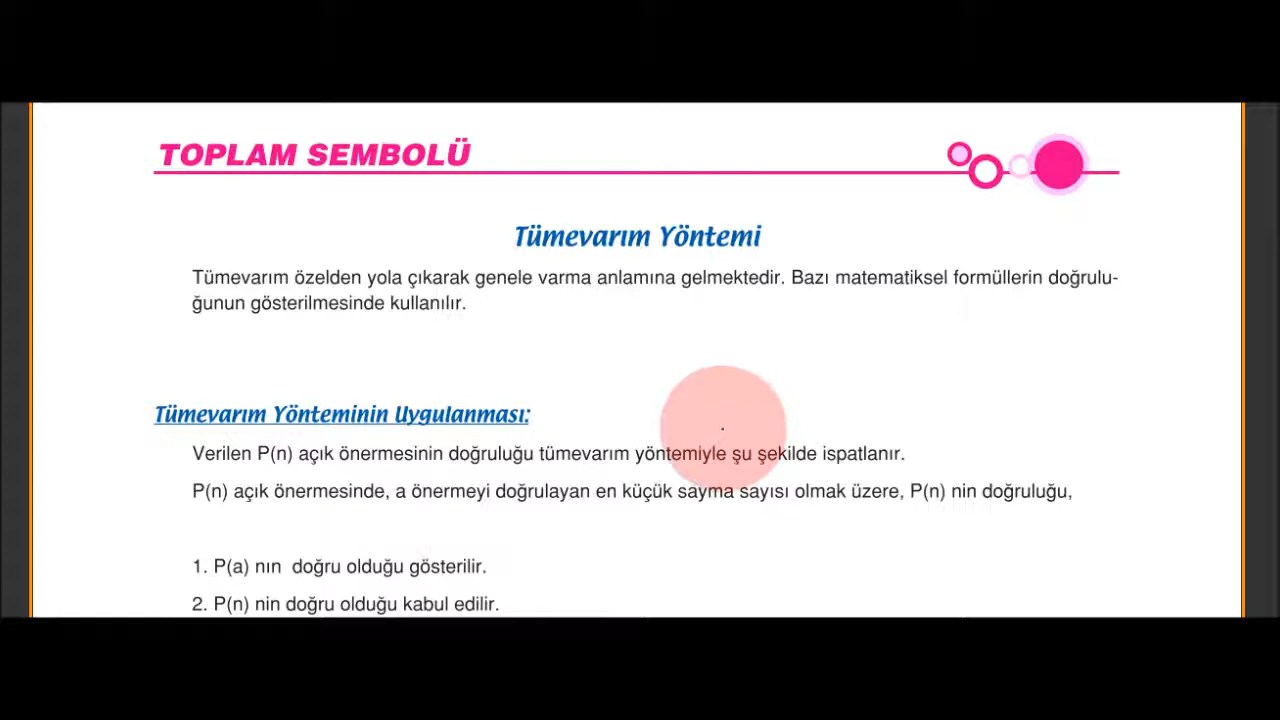 TOPLAM SEMBOLÜ
Tümevarım Yöntemi
Tümevarım özelden yola çıkarak genele varma anlamına gelmektedir. Bazı matematiksel formüllerin doğrulu-
ğunun gösterilmesinde kullanılır.
Tümevarım Yönteminin Uygulanması:
Verilen P(n) açık önermesinin doğruluğu tümevarım yöntemiyle şu şekilde ispatlanır.
P(n) açık önermesinde, a önermeyi doğrulayan en küçük sayma sayısı olmak üzere, P(n) nin doğruluğu,
1. P(a) nın  doğru olduğu gösterilir.
2. P(n) nin doğru olduğu kabul edilir.